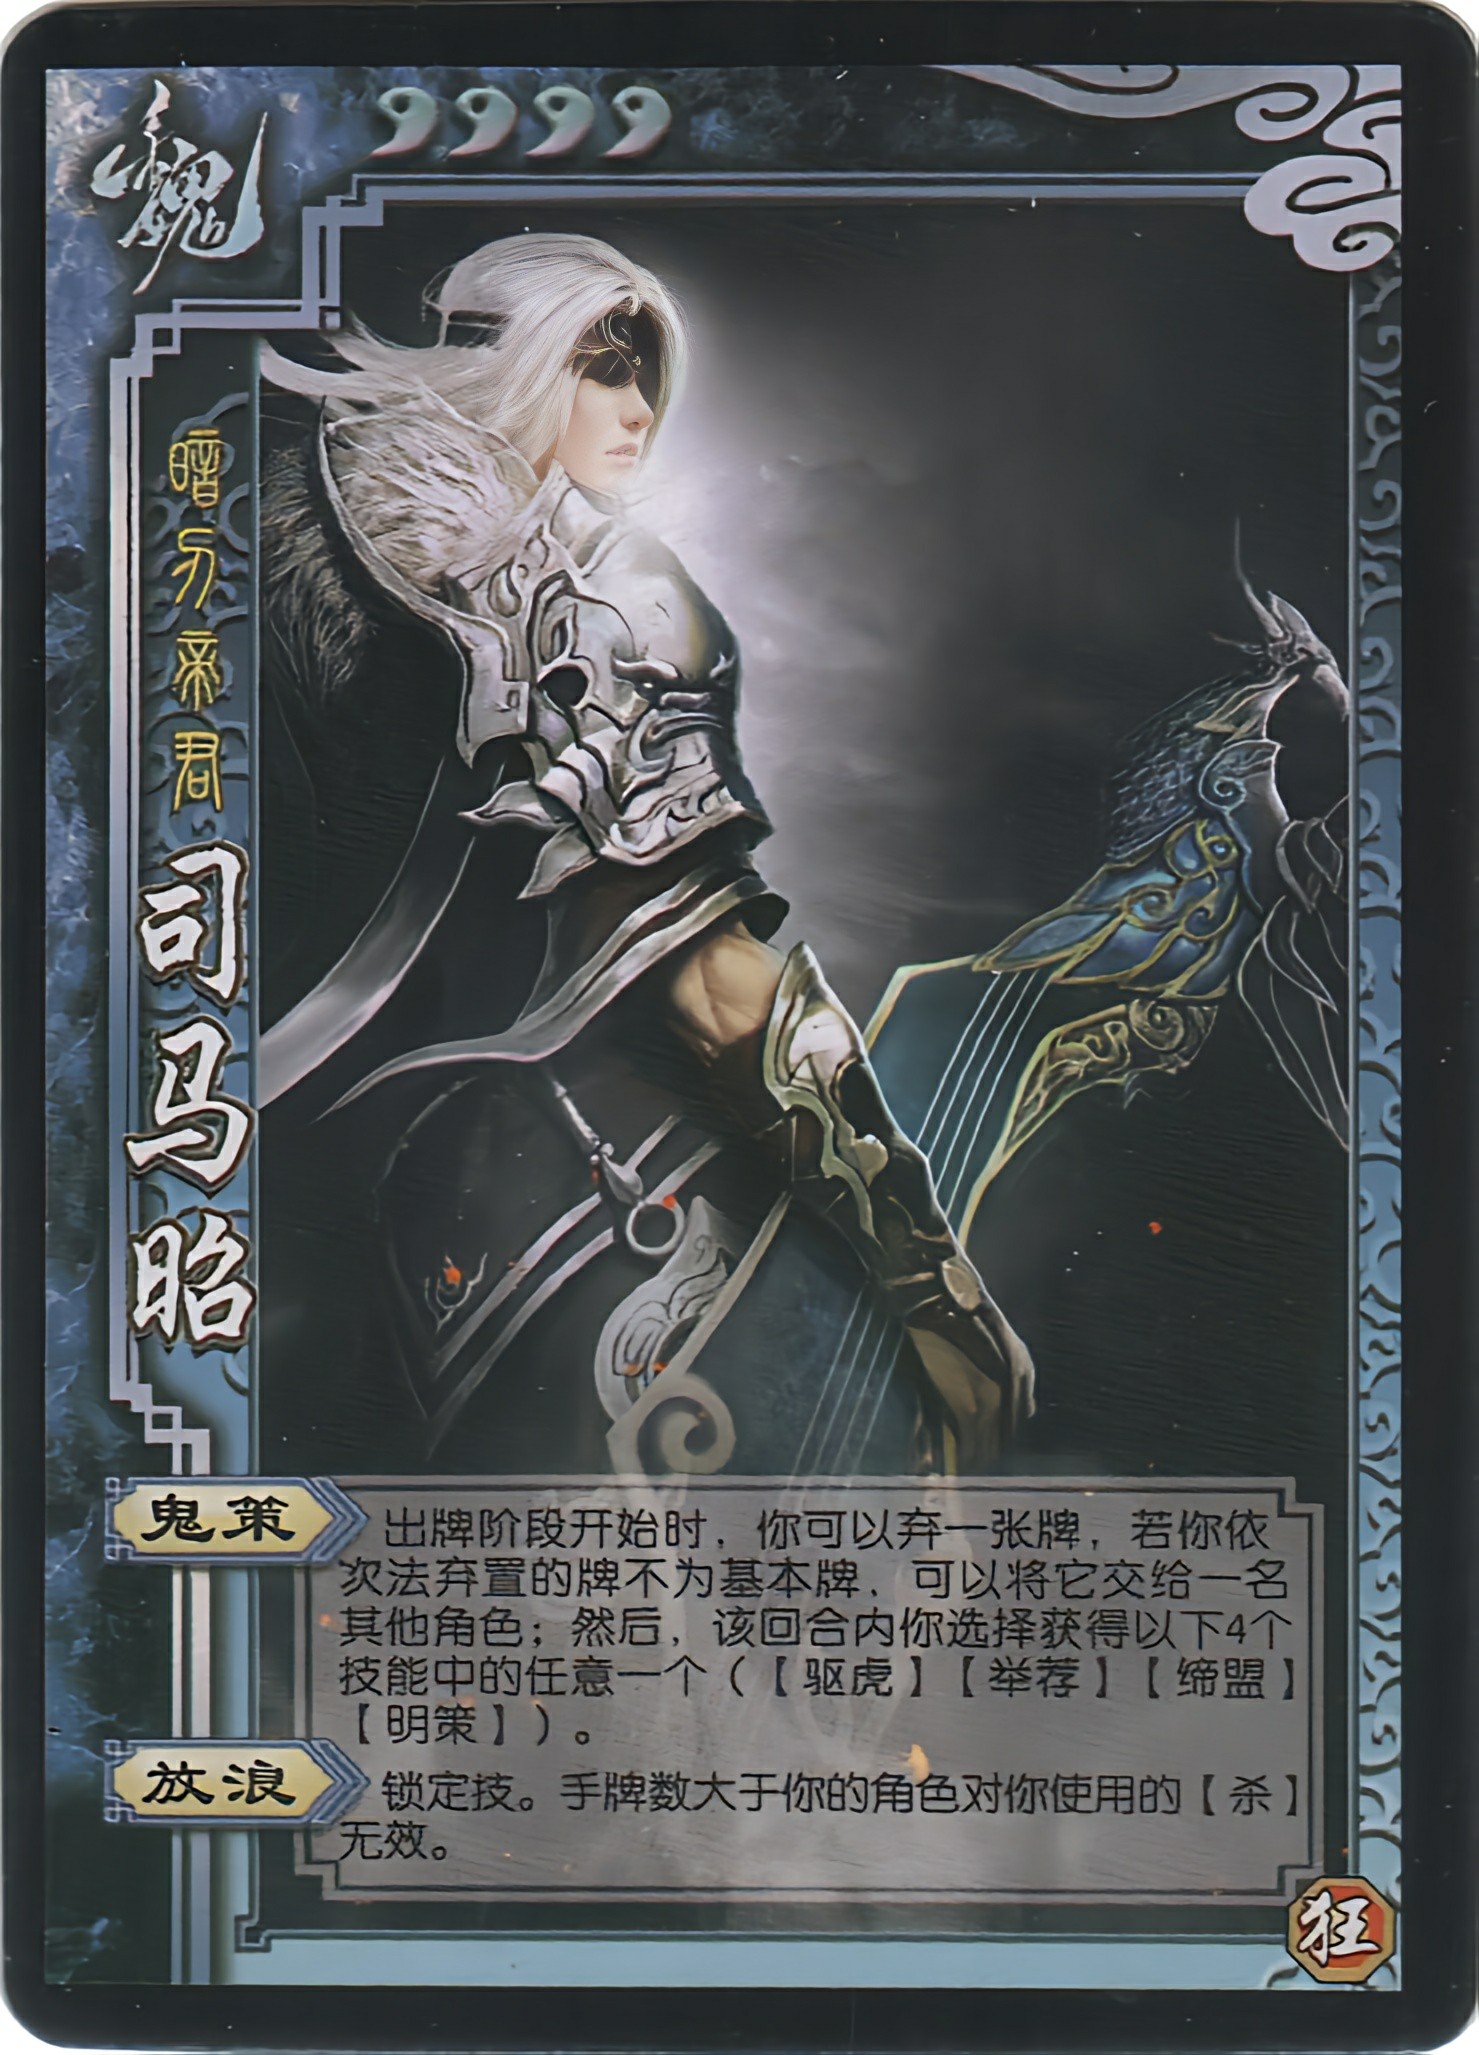 魏
暗刃帝君
司马昭
鬼策
出牌阶段开始时，你可以弃一张牌，若你依
次法弃置的牌不为基本牌，可以将它交给一名
其他角色；然后，该回合内你选择获得以下4个
技能中的任意一个（【驱虎】【举荐】【缔盟】
【明策】）。
放浪
锁定技。手牌数大于你的角色对你使用的【杀】
无效。
狂